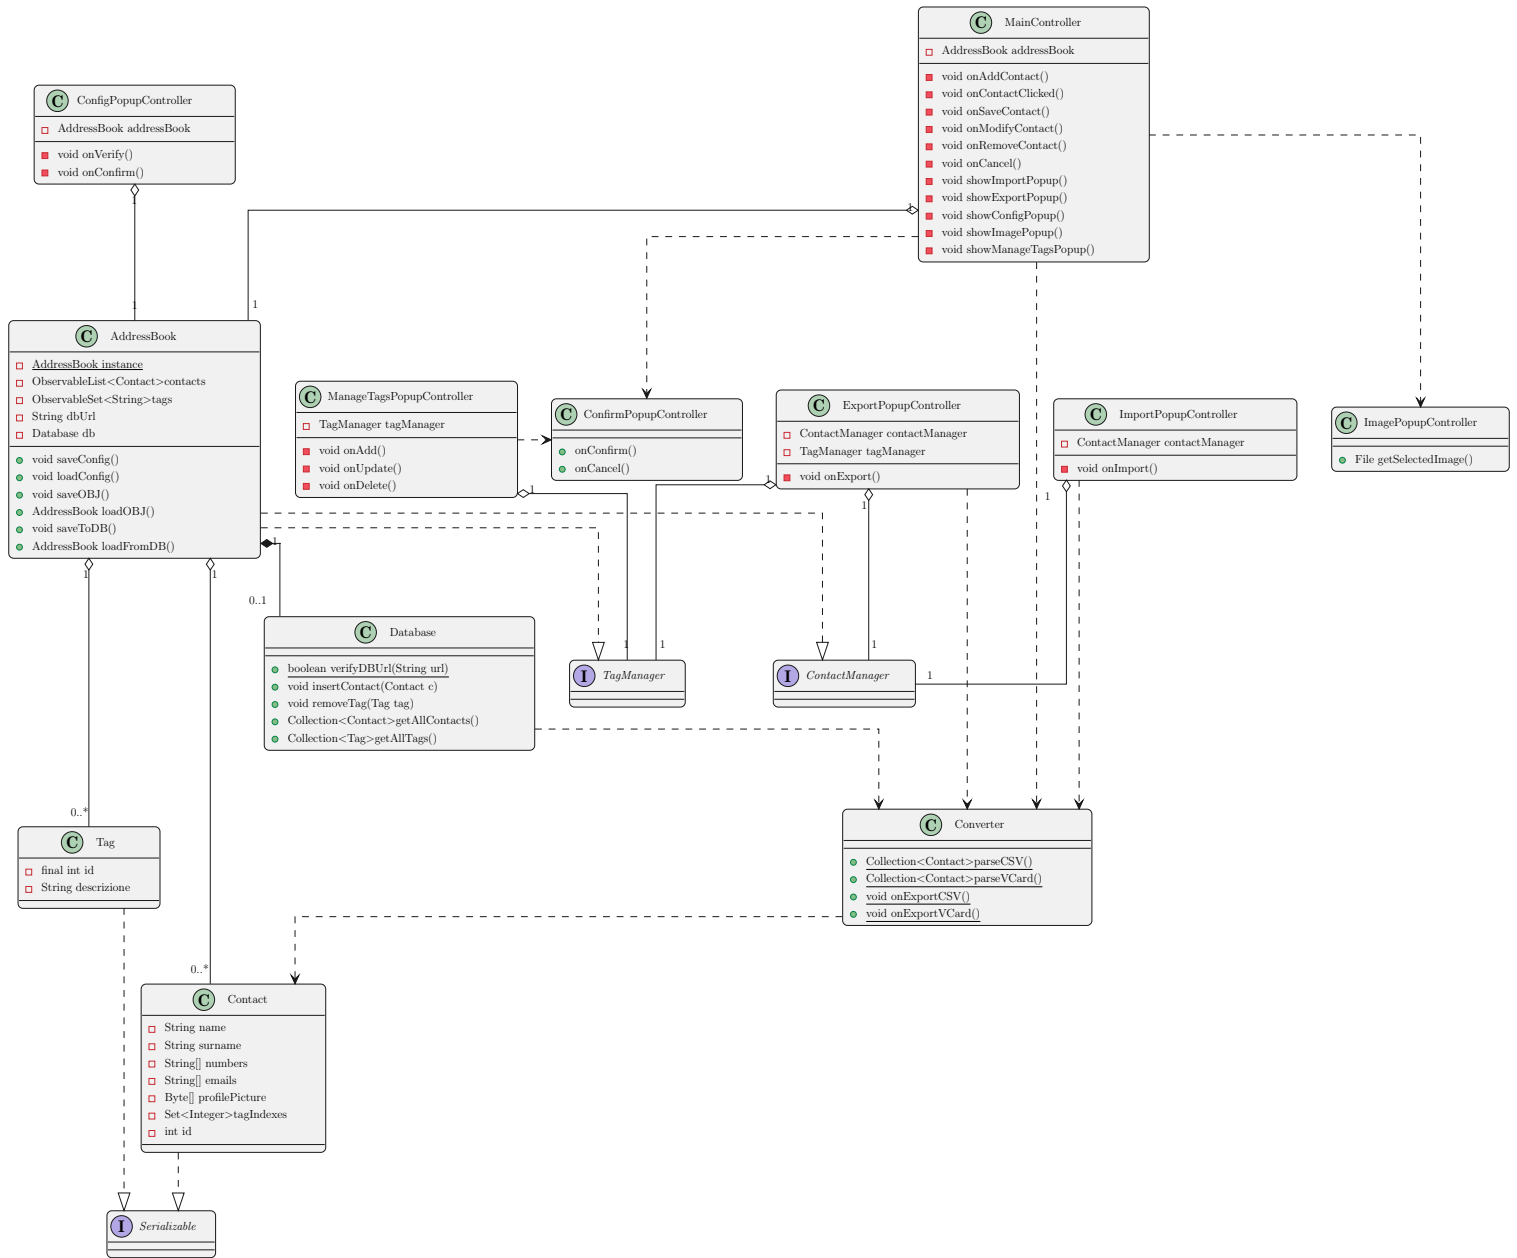 C MainController
AddressBook addressBook
void onAddContact()
void onContactClicked()
void onSaveContact()
void onModifyContact()
void onRemoveContact()
void onCancel()
void showImportPopup()
void showExportPopup()
void showConfigPopup()
void showImagePopup()
void showManageTagsPopup()
C ConfigPopupController
AddressBook addressBook
void onVerify()
void onConfirm()
1
1
1
1
C AddressBook
AddressBook instance
ObservableList<Contact>contacts
ObservableSet<String>tags
String dbUrl
Database db
void saveConfig()
void loadConfig()
void saveOBJ()
AddressBook loadOBJ()
void saveToDB()
AddressBook loadFromDB()
C ManageTagsPopupController
TagManager tagManager
void onAdd()
void onUpdate()
void onDelete()
C ConfirmPopupController
onConfirm()
onCancel()
C ExportPopupController
ContactManager contactManager
TagManager tagManager
void onExport()
C ImportPopupController
ContactManager contactManager
void onImport()
C ImagePopupController
File getSelectedImage()
1
1
1
1
1
1
1
0..1
C Database
boolean verifyDBUrl(String url)
void insertContact(Contact c)
void removeTag(Tag tag)
Collection<Contact>getAllContacts()
Collection<Tag>getAllTags()
1
1
I TagManager
1
I ContactManager
1
0..*
C Tag
final int id
String descrizione
C Converter
Collection<Contact>parseCSV()
Collection<Contact>parseVCard()
void onExportCSV()
void onExportVCard()
0..*
C Contact
String name
String surname
String[] numbers
String[] emails
Byte[] profilePicture
Set<Integer>tagIndexes
int id
I Serializable